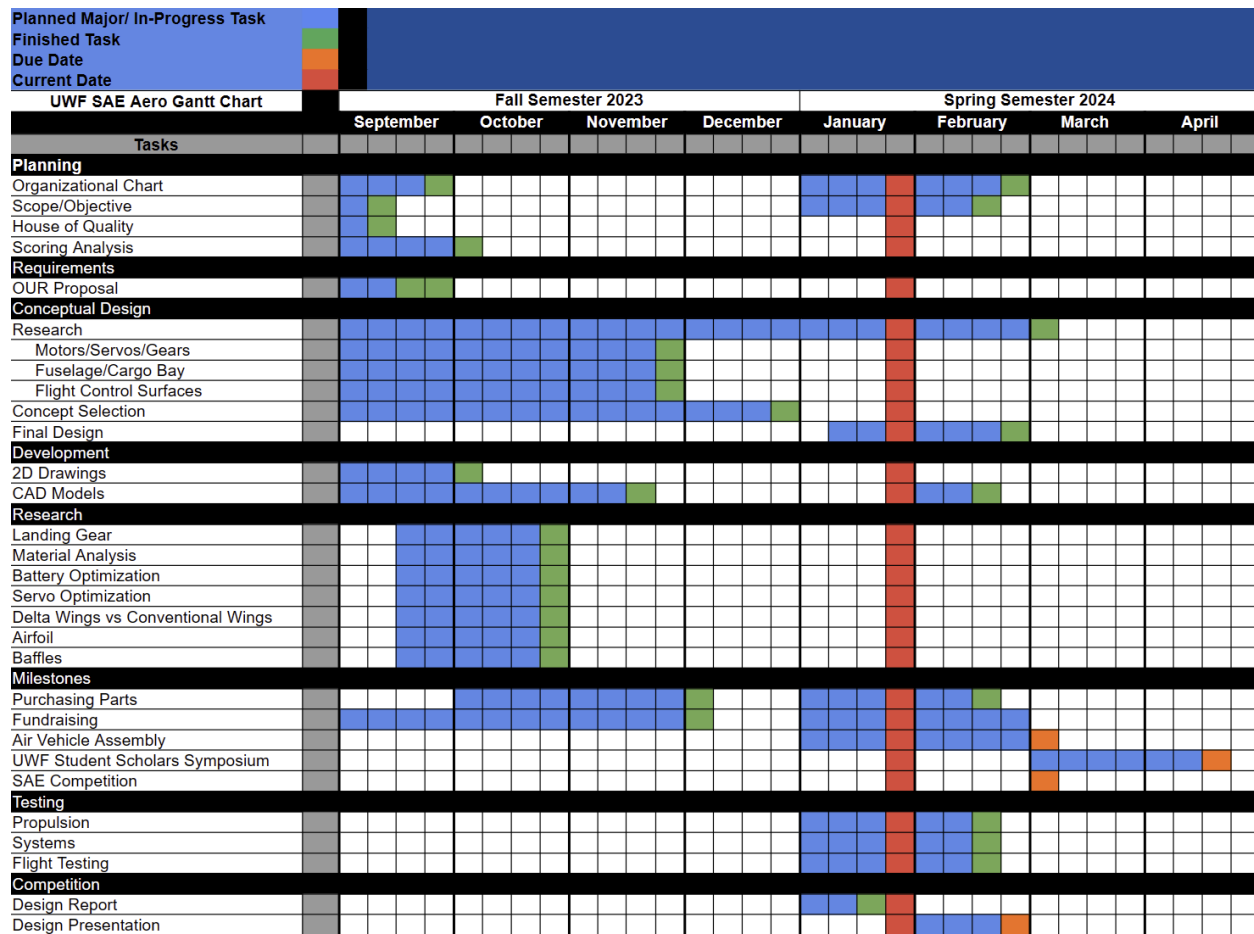 Planned Major/ In-Progress Task
Finished Task
Due Date
Current Date
UWF SAE Aero Gantt Chart Fall Semester 2023 Spring Semester 2024
September October November December January February March April
Tasks
Planning
Organizational Chart
Scope/Objective
House of Quality
Scoring Analysis
Requirements
OUR Proposal
Conceptual Design
Research
Motors/Servos/Gears
Fuselage/Cargo Bay
Flight Control Surfaces
Concept Selection
Final Design
Development
2D Drawings
CAD Models
Research
Landing Gear
Material Analysis
Battery Optimization
Servo Optimization
Delta Wings vs Conventional Wings
Airfoil
Baffles
Milestones
Purchasing Parts
Fundraising
Air Vehicle Assembly
UWF Student Scholars Symposium
SAE Competition
Testing
Propulsion
Systems
Flight Testing
Competition
Design Report
Design Presentation